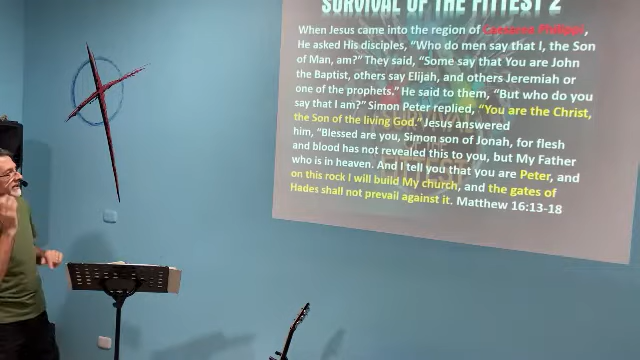 SURVIVAL OF THE FITTEST 2
When Jesus came into the region of Caesarea Philippi,
He asked His disciples, “Who do men say that I, the Son
of Man, am?” They said, “Some say that You are John
the Baptist, others say Elijah, and others Jeremiah or
one of the prophets.” He said to them, “But who do you
say that I am?” Simon Peter replied, “You are the Christ,
the Son of the living God.” Jesus answered
him, “Blessed are you, Simon son of Jonah, for flesh
and blood has not revealed this to you, but My Father
who is in heaven. And I tell you that you are Peter, and
on this rock I will build My church, and the gates of
Hades shall not prevail against it. Matthew 16:13-18